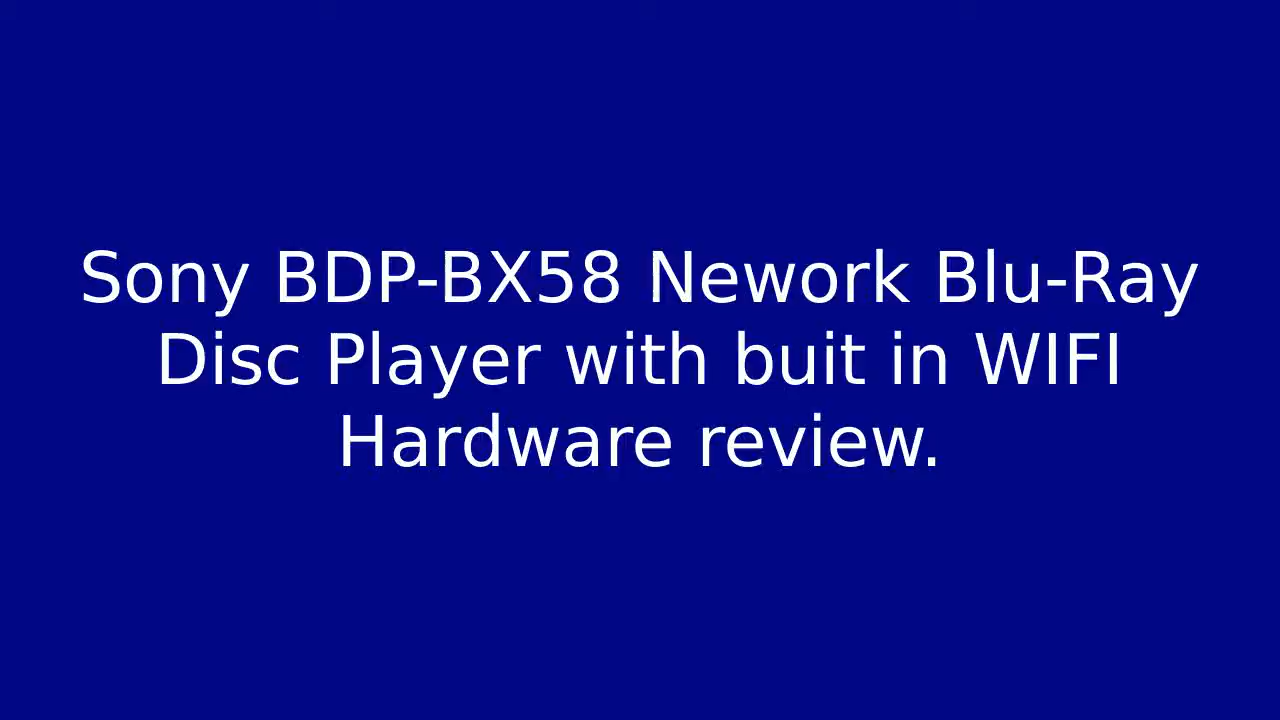 Sony BDP-BX58 Nework Blu-Ray
Disc Player with buit in WIFI
Hardware review.